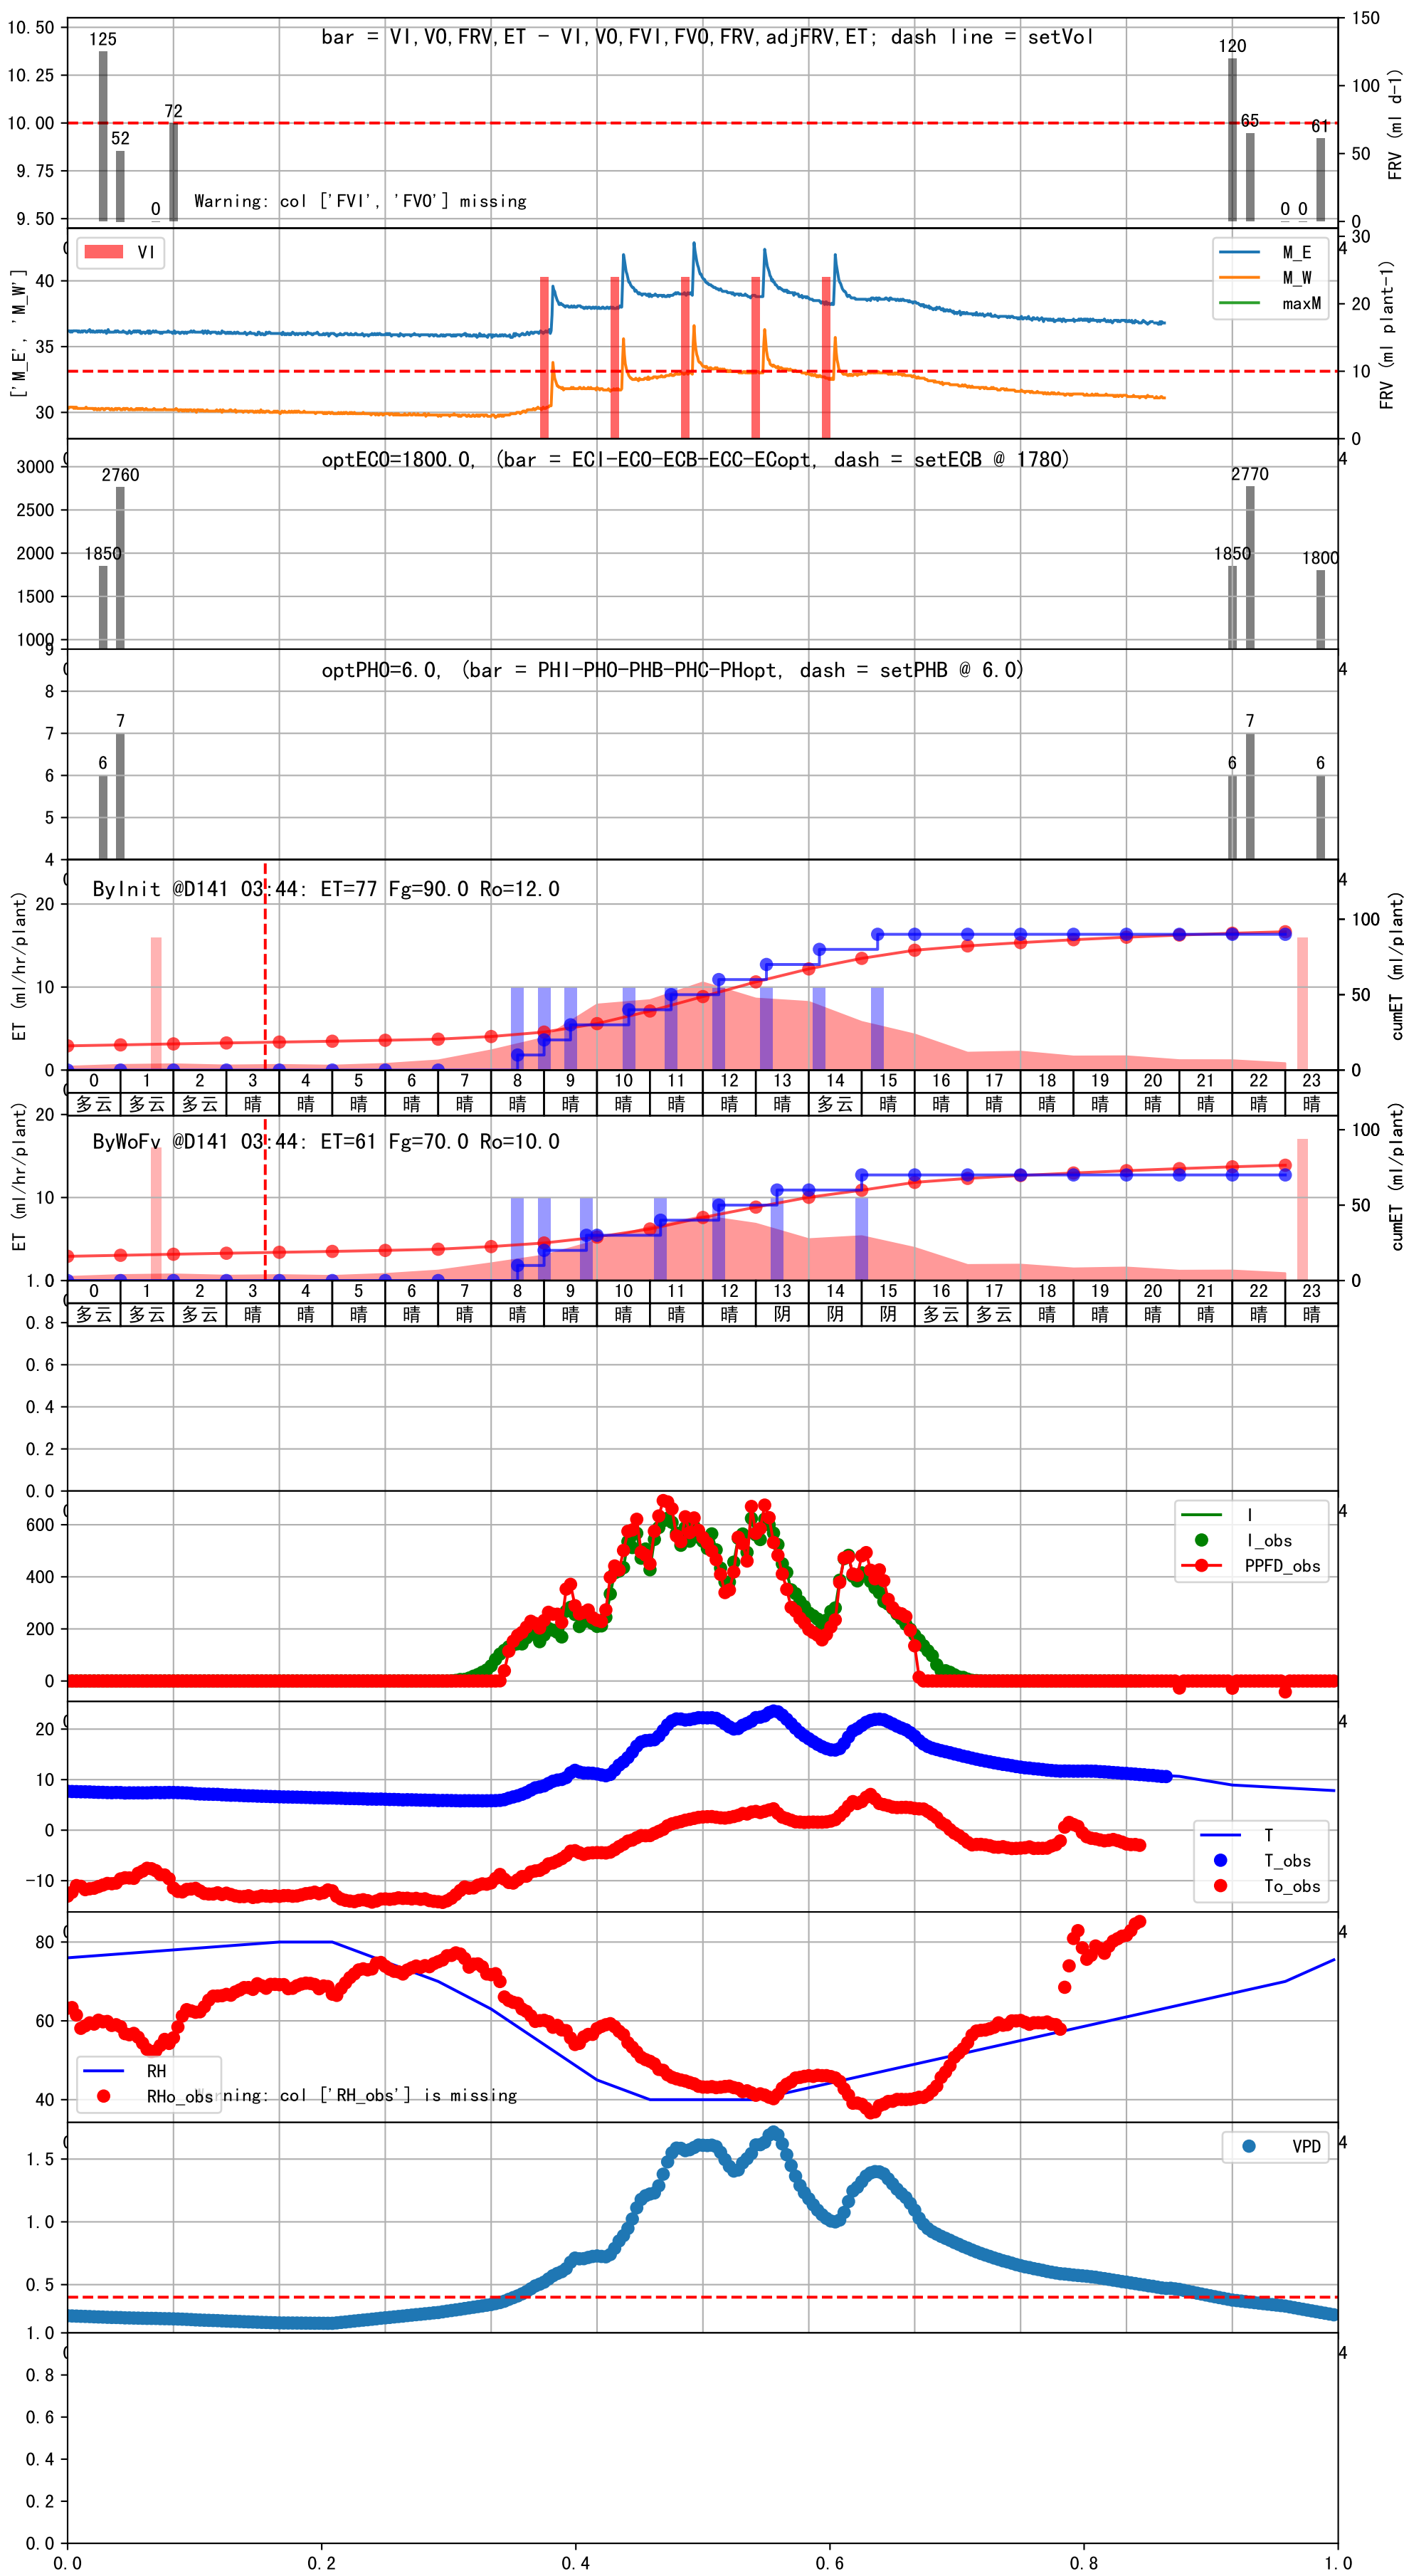 bar = VI,VO,FRV,ET - VI,VO,FVI,FVO,FRV,adjFRV,ET; dash line = setVol
10.50
10.25
10.00
9.75
9.50
125
52
0
72
120
65
0
0
61
Warning: col ['FVI', 'FVO'] missing
150
100
50
0
FRV (ml d-1)
4
['M_E', 'M_W']
40
35
30
VI
M_E
M_W
maxM
30
20
10
0
FRV (ml plant-1)
4
optECO=1800.0, (bar = ECI-ECO-ECB-ECC-ECopt, dash = setECB @ 1780)
3000
2500
2000
1500
1000
1850
2760
1850
2770
1800
4
optPHO=6.0, (bar = PHI-PHO-PHB-PHC-PHopt, dash = setPHB @ 6.0)
9
8
7
6
5
4
6
7
6
7
6
4
ByInit @D141 03:44: ET=77 Fg=90.0 Ro=12.0
ET (ml/hr/plant)
20
10
0
100
50
0
cumET (ml/plant)
0 1 2 3 4 5 6 7 8 9 10 11 12 13 14 15 16 17 18 19 20 21 22 23
多云 多云 多云 晴 晴 晴 晴 晴 晴 晴 晴 晴 晴 晴 多云 晴 晴 晴 晴 晴 晴 晴 晴 晴
ByWoFv @D141 03:44: ET=61 Fg=70.0 Ro=10.0
ET (ml/hr/plant)
20
10
100
50
0
cumET (ml/plant)
0 1 2 3 4 5 6 7 8 9 10 11 12 13 14 15 16 17 18 19 20 21 22 23
多云 多云 多云 晴 晴 晴 晴 晴 晴 晴 晴 晴 晴 阴 阴 阴 多云 多云 晴 晴 晴 晴 晴 晴
1.0
0.8
0.6
0.4
0.2
0.0
4
600
400
200
0
I
I_obs
PPFD_obs
4
20
10
0
-10
T
T_obs
To_obs
4
80
60
40
RH
RHo_obs
rning: col ['RH_obs'] is missing
4
1.5
1.0
0.5
VPD
4
1.0
0.8
0.6
0.4
0.2
0.0
0.0 0.2 0.4 0.6 0.8 1.0